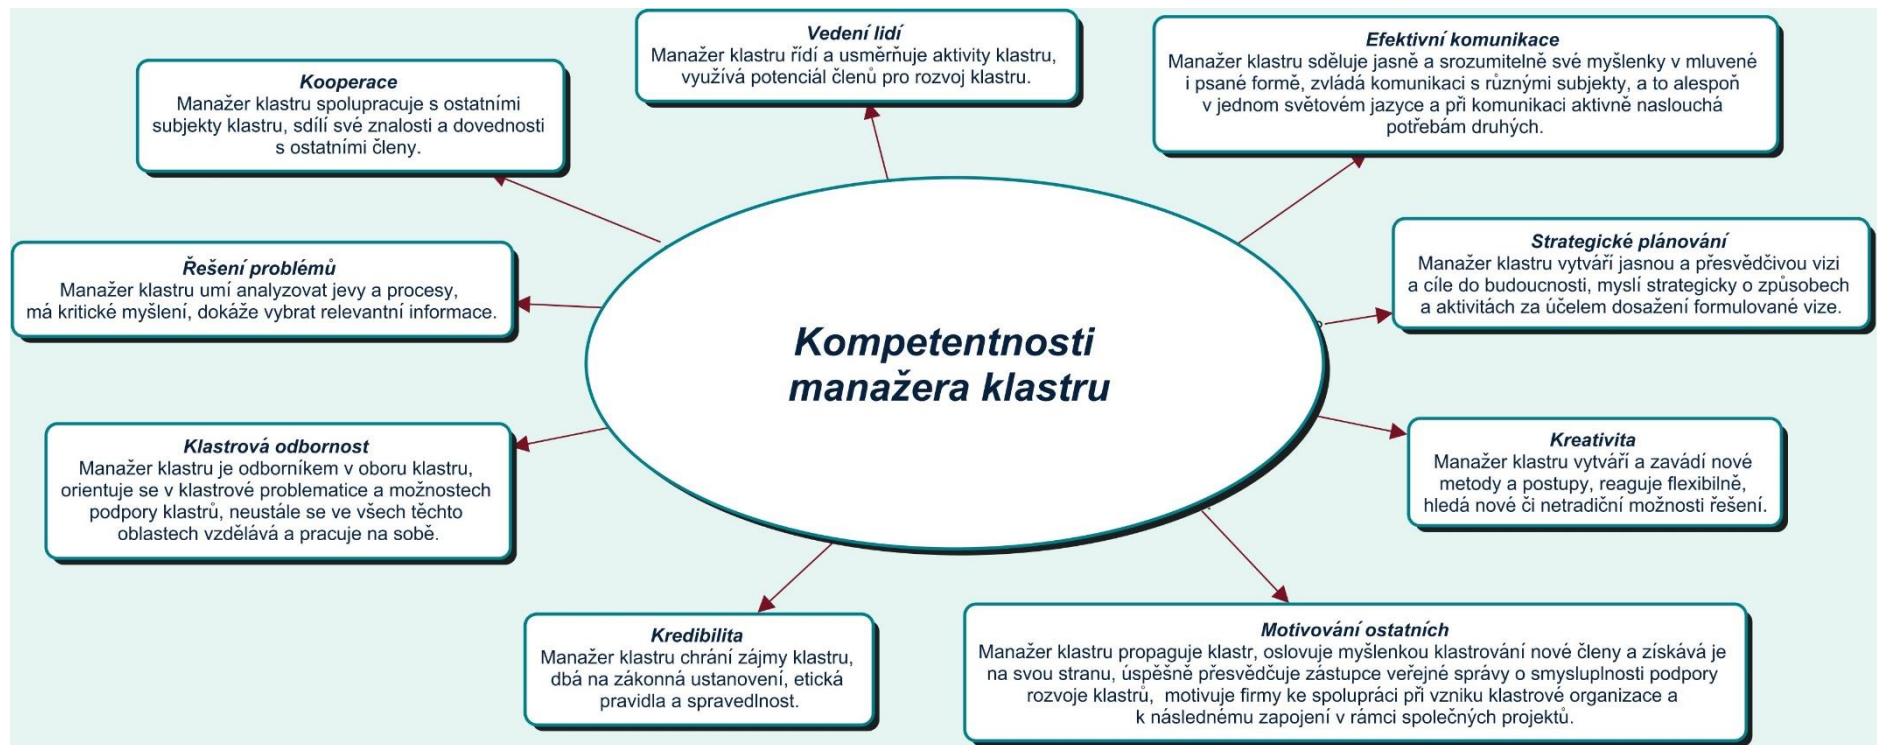 Vedení lidí
Manažer klastru řídí a usměrňuje aktivity klastru,
využívá potenciál členů pro rozvoj klastru.
Efektivní komunikace
Manažer klastru sděluje jasně a srozumitelně své myšlenky v mluvené
i psané formě, zvládá komunikaci s různými subjekty, a to alespoň
v jednom světovém jazyce a při komunikaci aktivně naslouchá
potřebám druhých.
Kooperace
Manažer klastru spolupracuje s ostatními
subjekty klastru, sdílí své znalosti a dovednosti
s ostatními členy.
Strategické plánování
Manažer klastru vytváří jasnou a přesvědčivou vizi
a cíle do budoucnosti, myslí strategicky o způsobech
a aktivitách za účelem dosažení formulované vize.
Řešení problémů
Manažer klastru umí analyzovat jevy a procesy,
má kritické myšlení, dokáže vybrat relevantní informace.
Kompetentnosti
manažera klastru
Klastrová odbornost
Manažer klastru je odborníkem v oboru klastru,
orientuje se v klastrové problematice a možnostech
podpory klastrů, neustále se ve všech těchto
oblastech vzdělává a pracuje na sobě.
Kreativita
Manažer klastru vytváří a zavádí nové
metody a postupy, reaguje flexibilně,
hledá nové či netradiční možnosti řešení.
Kredibilita
Manažer klastru chrání zájmy klastru,
dbá na zákonná ustanovení, etická
pravidla a spravedlnost.
Motivování ostatních
Manažer klastru propaguje klastr, oslovuje myšlenkou klastrování nové členy a získává je
na svou stranu, úspěšně přesvědčuje zástupce veřejné správy o smysluplnosti podpory
rozvoje klastrů, motivuje firmy ke spolupráci při vzniku klastrové organizace a
k následnému zapojení v rámci společných projektů.